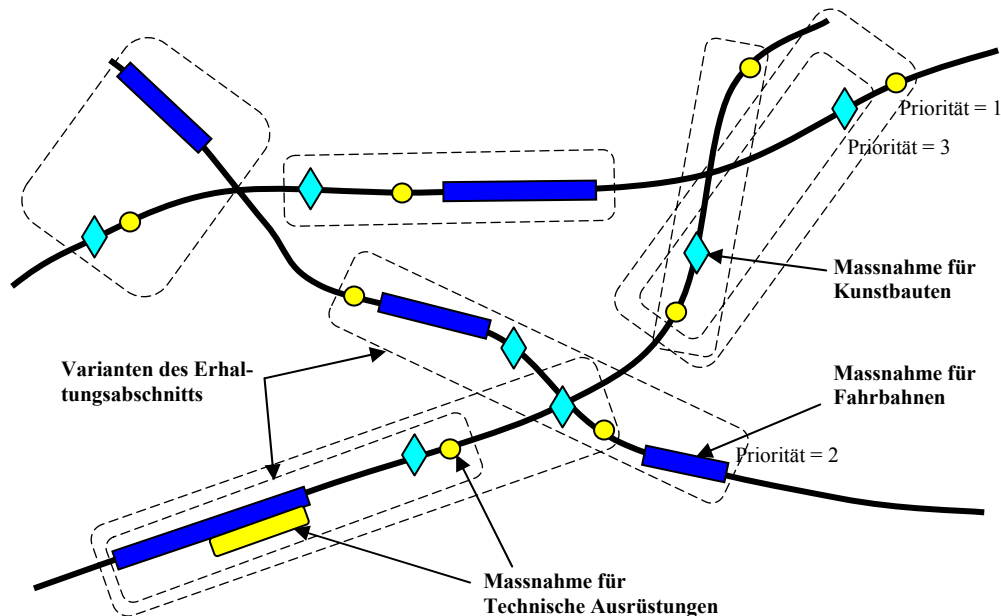 Priorität = 1
Priorität = 3
Massnahme für
Kunstbauten
Varianten des Erhal-
tungsabschnitts
Massnahme für
Fahrbahnen
Priorität = 2
Massnahme für
Technische Ausrüstungen